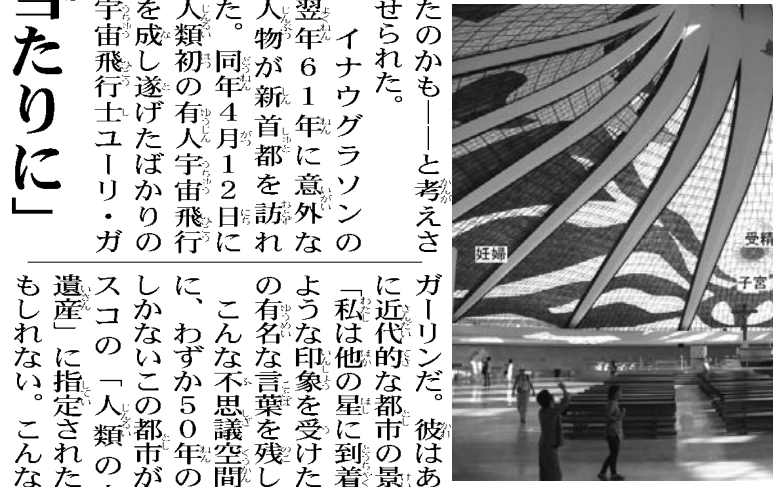 たのかも――と考えさ
せられた。
イナウグラソンの
翌年61年に意外な
人物が新首都を訪れ
た。同年4月12日に
人類初の有人宇宙飛行
を成し遂げたばかりの
宇宙飛行士ユーリ・ガ
当たりに」
ガーリンだ。彼はあ
に近代的な都市の景
「私は他の星に到着
ような印象を受けた
の有名な言葉を残し
こんな不思議空間
に、わずか50年の
しかないこの都市が
スコの「人類の
遺産」に指定された
もしれない。こんな
受精
子宮
妊婦